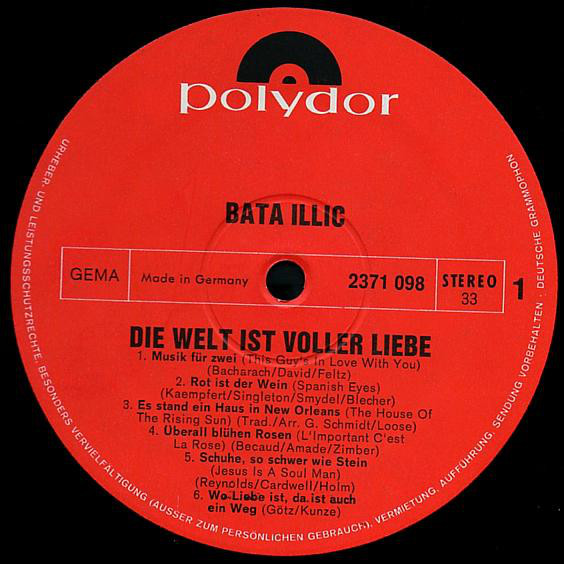 polydor
BATA ILLIC
GEMA
Made in Germany
2371 098
STEREO
33
1
DIE WELT IST VOLLER LIEBE
1. Musik für zwei (This Guy's In Love With You)
(Bacharach/David/Feltz)
2. Rot ist der Wein (Spanish Eyes)
(Kaempfert/Singleton/Smydel/Blecher)
3. Es stand ein Haus in New Orleans (The House Of
The Rising Sun) (Trad./Arr. G. Schmidt/Loose)
4. Überall blühen Rosen (L'Important C'est
La Rose) (Becaud/Amade/Zimber)
5. Schuhe, so schwer wie Stein
(Jesus Is A Soul Man)
(Reynolds/Cardwell/Holm)
6. Wo Liebe ist, da ist auch
ein Weg (Götz/Kunze)
URHEBER- UND LEISTUNGSSCHUTZRECHTE, BESONDERS VERVIELFÄLTIGUNG (AUSSER ZUM PERSÖNLICHEN GEBRAUCH), VERMIETUNG, AUFFÜHRUNG, SENDUNG VORBEHALTEN · DEUTSCHE GRAMMOPHON